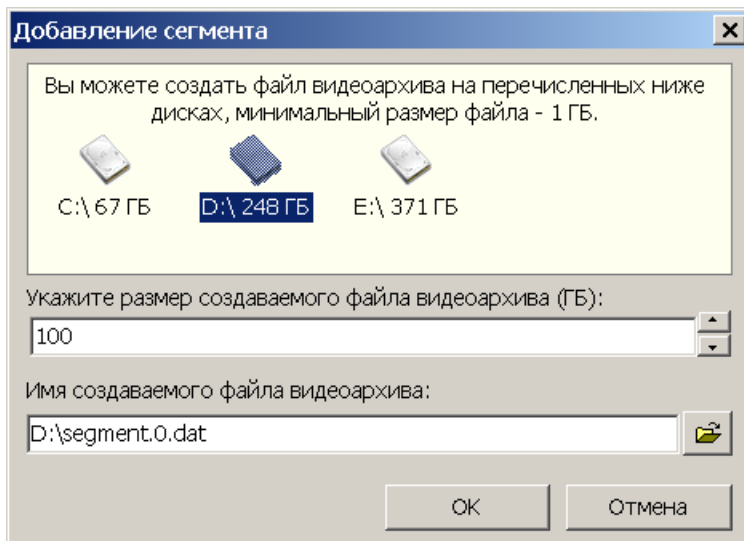 Добавление сегмента
Вы можете создать файл видеоархива на перечисленных ниже
дисках, минимальный размер файла - 1 ГБ.
C:\ 67 ГБ D:\ 248 ГБ E:\ 371 ГБ
Укажите размер создаваемого файла видеоархива (ГБ):
100
Имя создаваемого файла видеоархива:
D:\segment.0.dat
OK Отмена